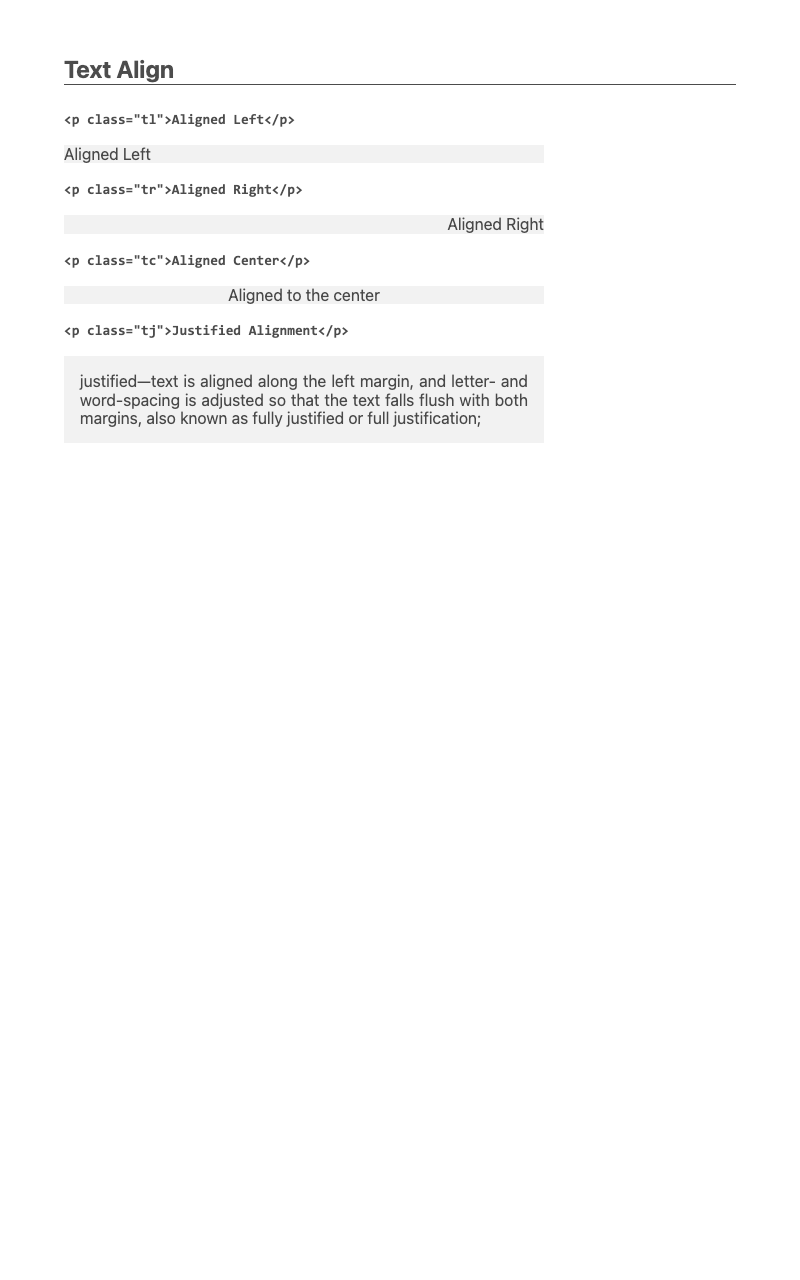 Text Align
<p class="tl">Aligned Left</p>
Aligned Left
<p class="tr">Aligned Right</p>
Aligned Right
<p class="tc">Aligned Center</p>
Aligned to the center
<p class="tj">Justified Alignment</p>
justified—text is aligned along the left margin, and letter- and
word-spacing is adjusted so that the text falls flush with both
margins, also known as fully justified or full justification;